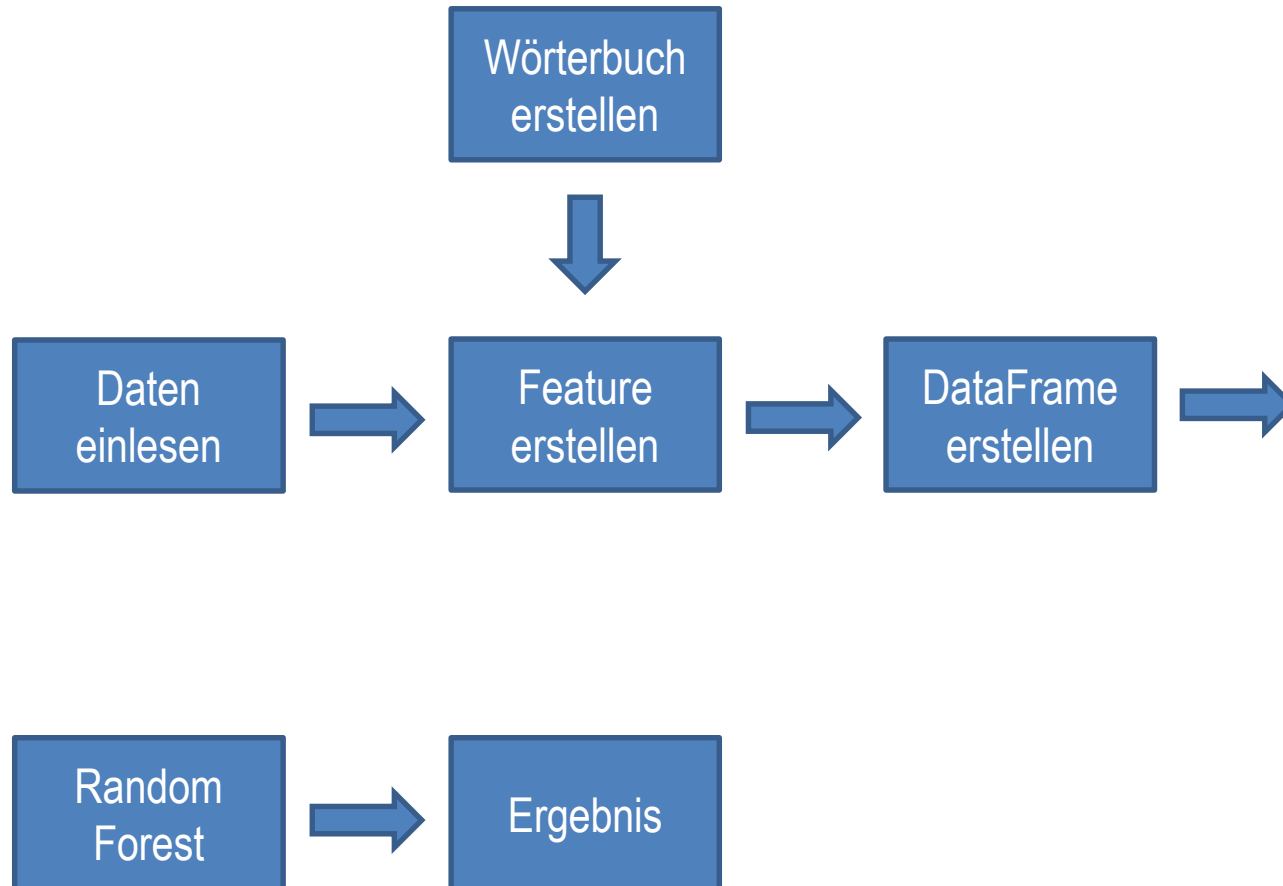 Wörterbuch
erstellen
Daten
einlesen
Feature
erstellen
DataFrame
erstellen
Random
Forest
Ergebnis